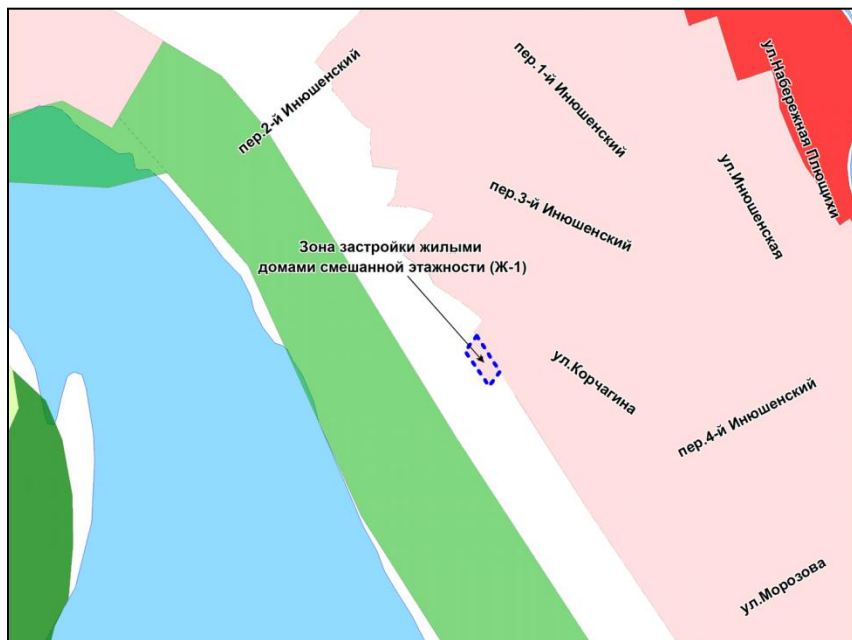 пер.2-й Инюшенский
пер.1-й Инюшенский
ул.Набережная Плющихи
пер.3-й Инюшенский
ул.Инюшенская
Зона застройки жилыми
домами смешанной этажности (Ж-1)
ул.Корчагина
пер.4-й Инюшенский
ул.Морозова